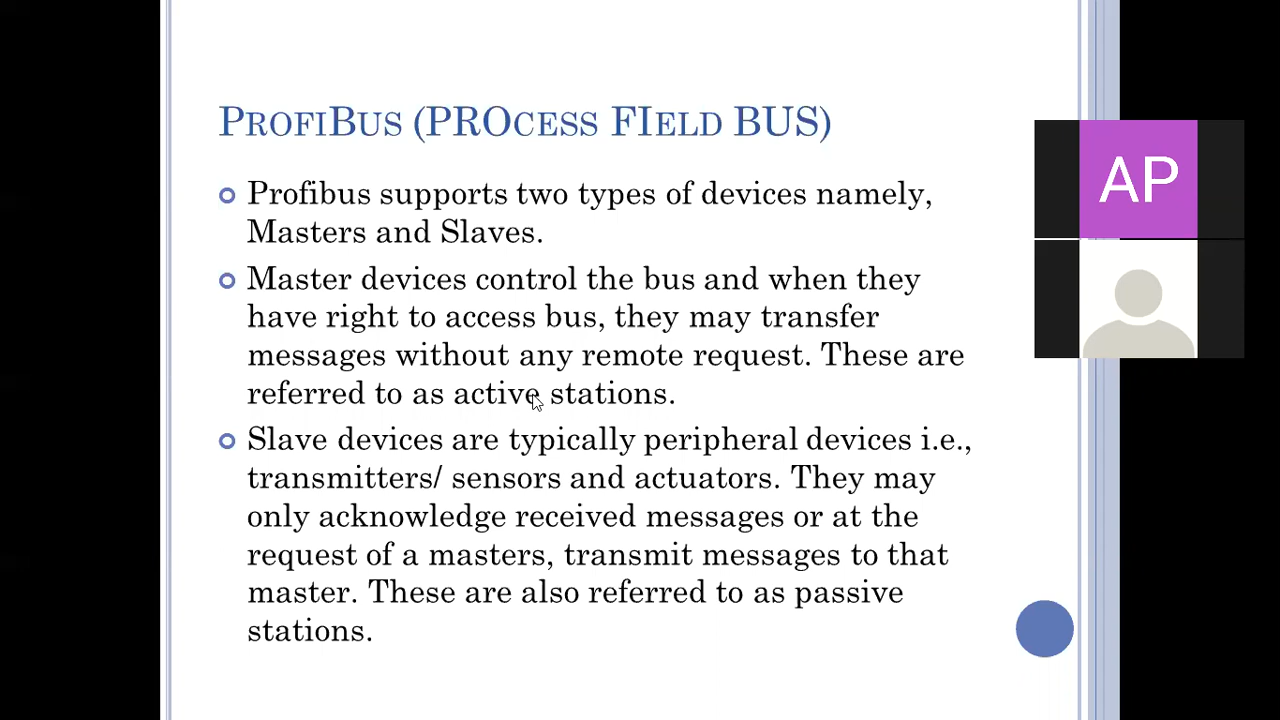 PROFIBUS (PROCESS FIELD BUS)
Profibus supports two types of devices namely,
Masters and Slaves.
Master devices control the bus and when they
have right to access bus, they may transfer
messages without any remote request. These are
referred to as active stations.
Slave devices are typically peripheral devices i.e.,
transmitters/ sensors and actuators. They may
only acknowledge received messages or at the
request of a masters, transmit messages to that
master. These are also referred to as passive
stations.
AP